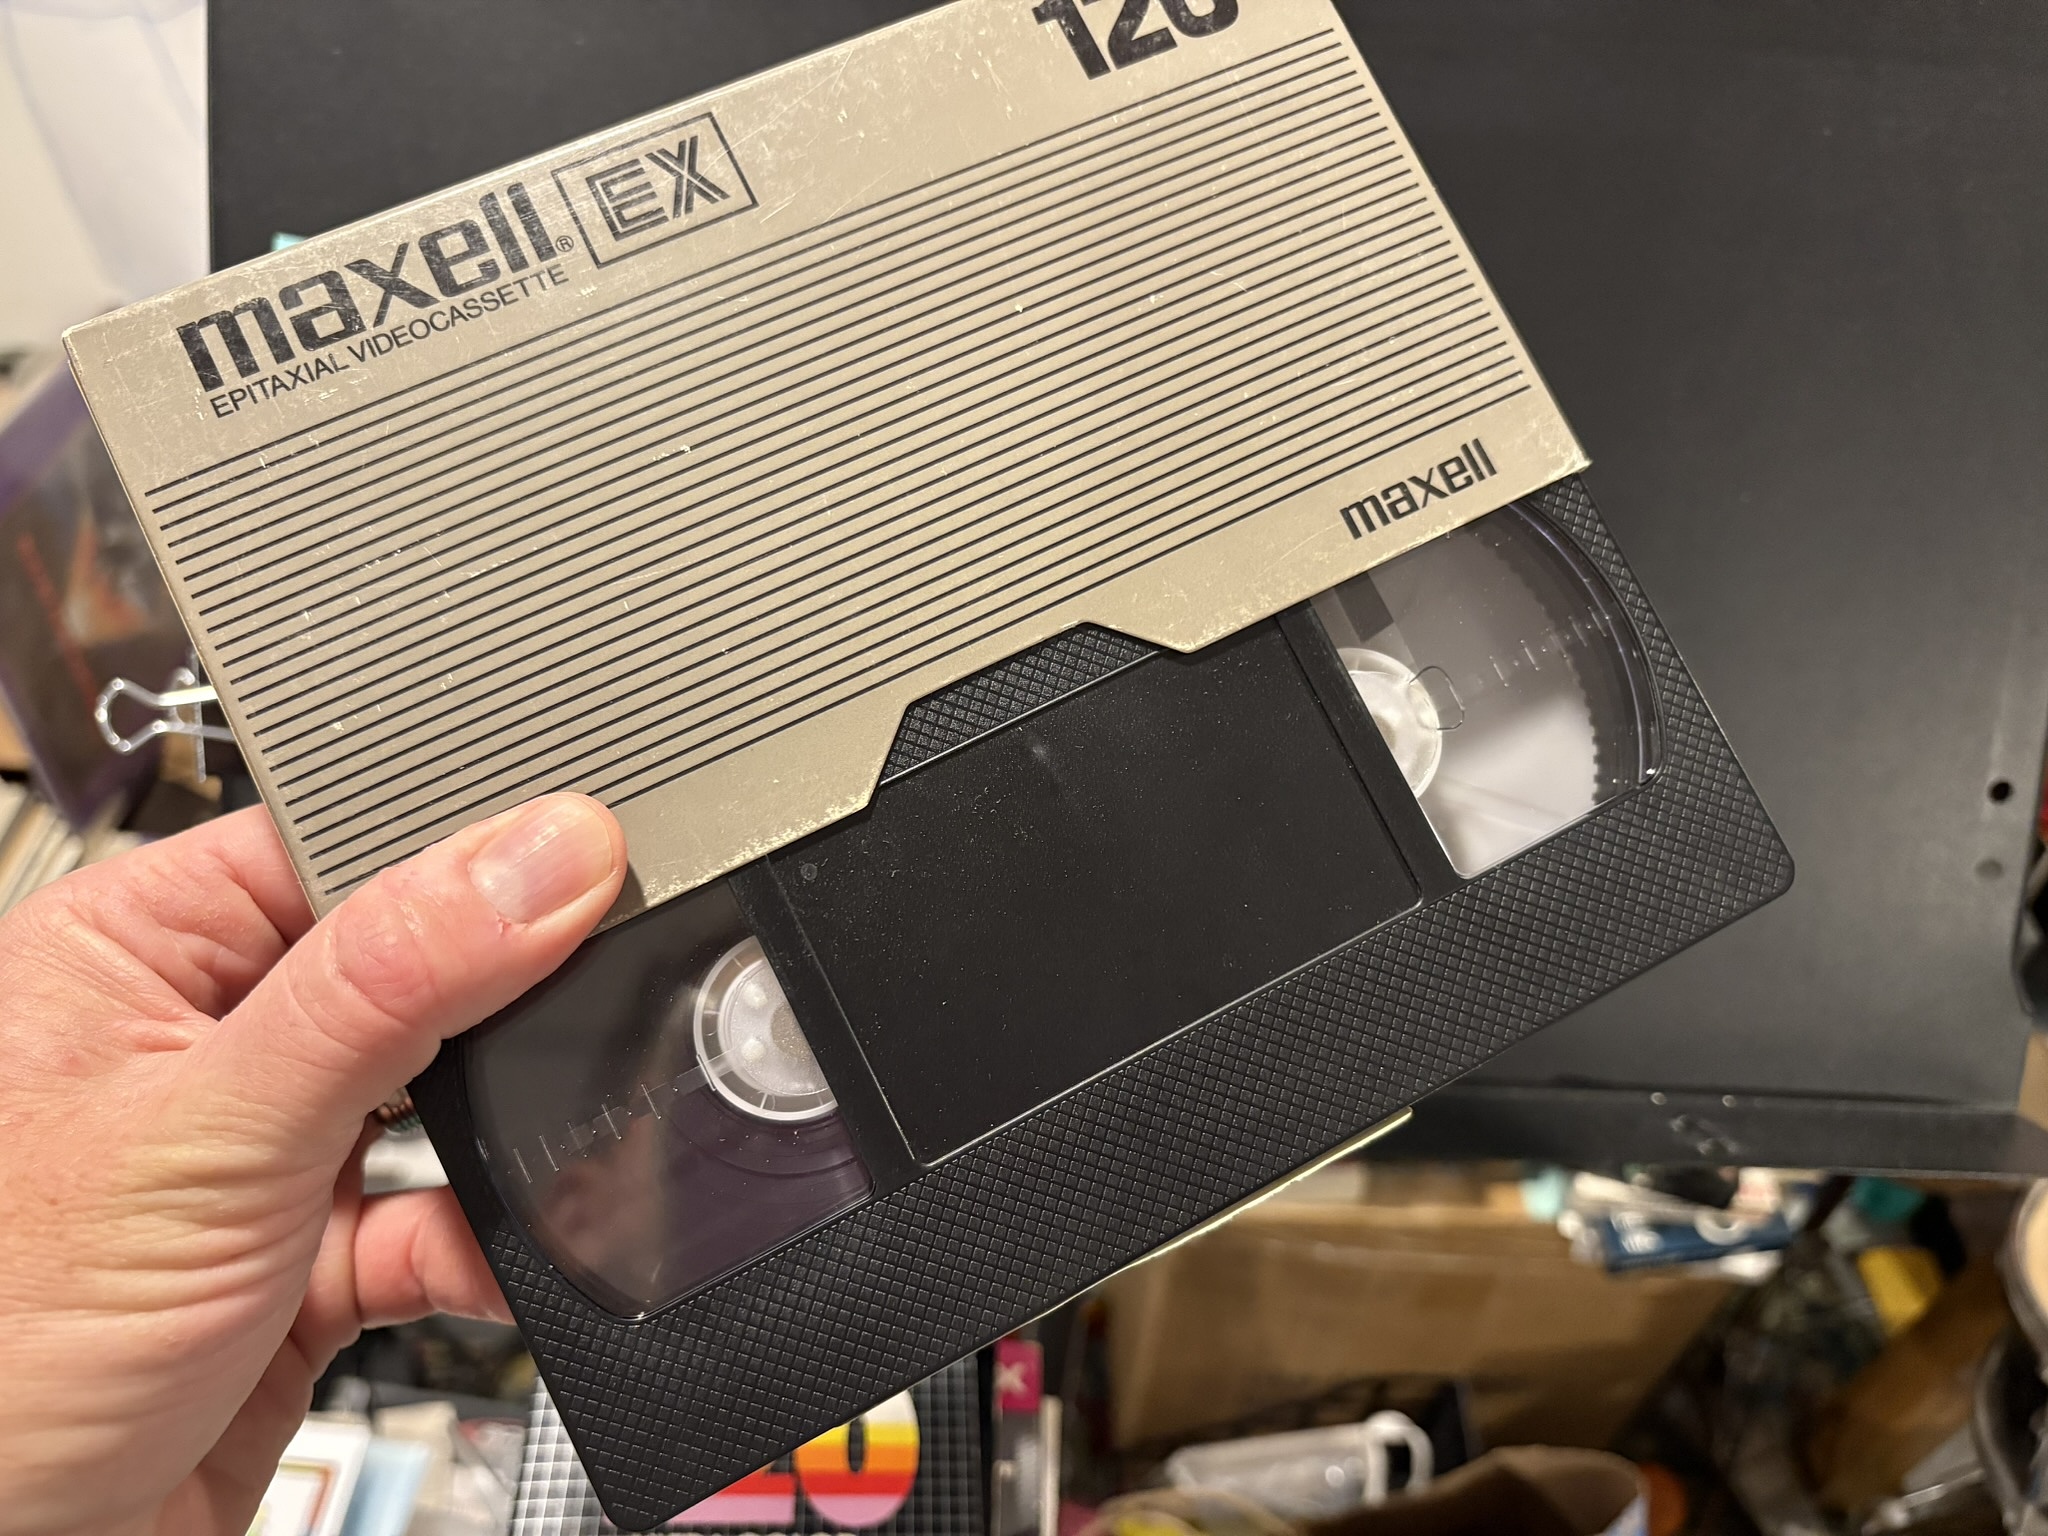 120
maxell® EX
EPITAXIAL VIDEOCASSETTE
maxell